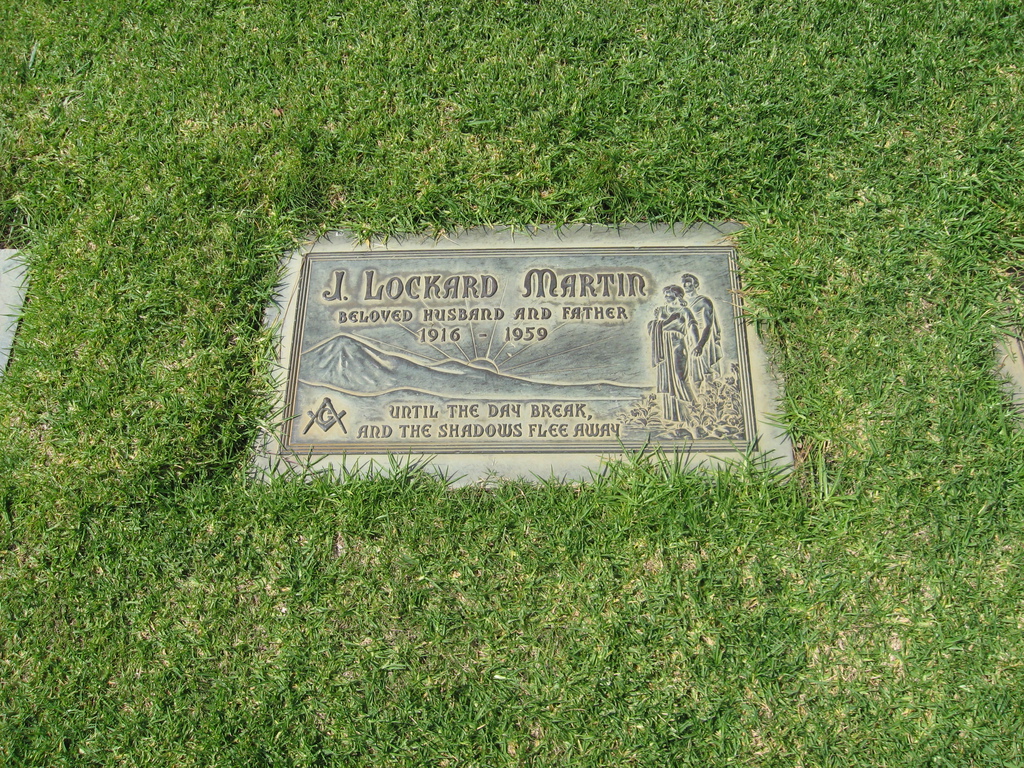 J. Lockard Martin
BELOVED HUSBAND AND FATHER
1916 - 1959
UNTIL THE DAY BREAK,
AND THE SHADOWS FLEE AWAY
G